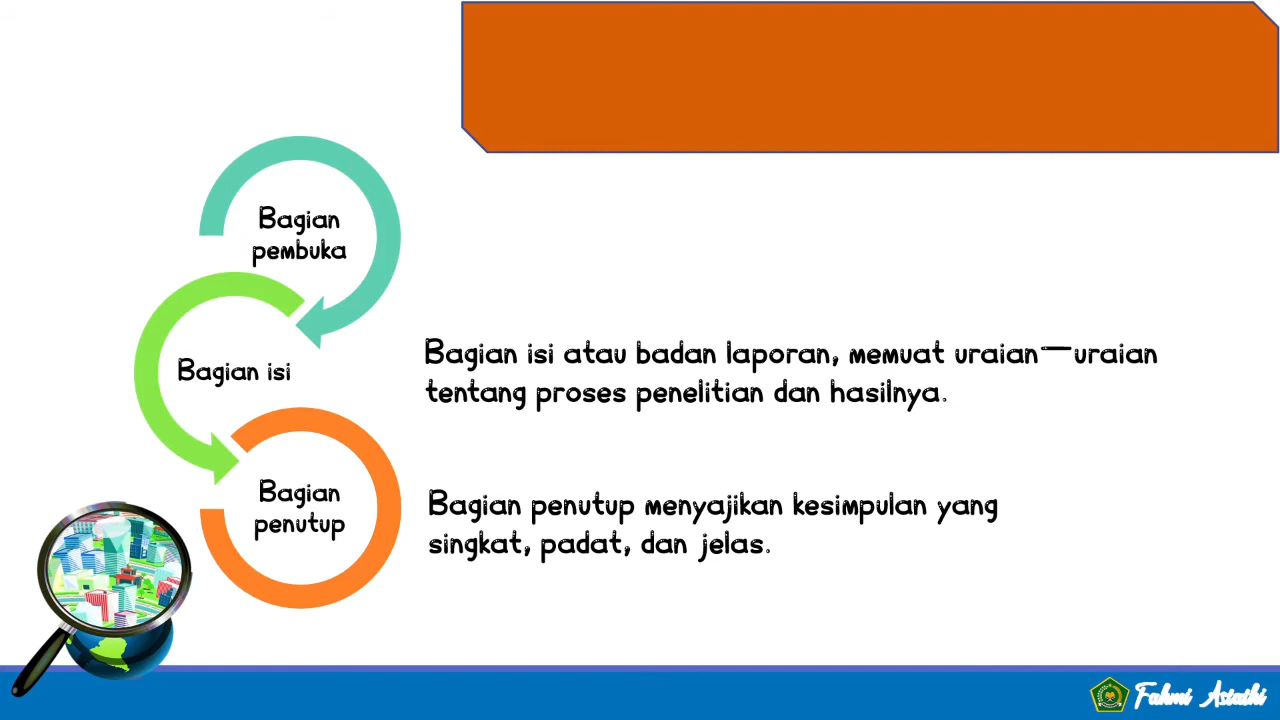 Bagian
pembuka
Bagian isi
Bagian isi atau badan laporan, memuat uraian—uraian
tentang proses penelitian dan hasilnya.
Bagian
penutup
Bagian penutup menyajikan kesimpulan yang
singkat, padat, dan jelas.
Fahmi